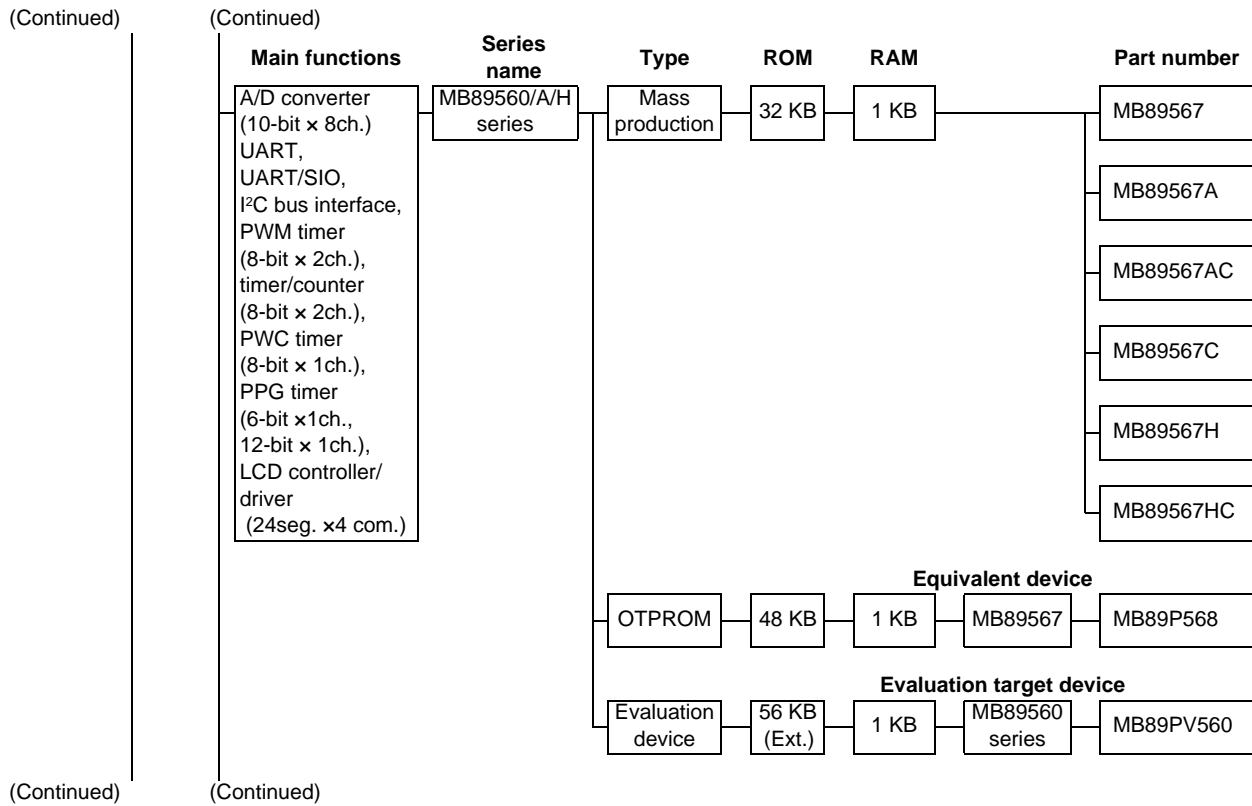 (Continued) (Continued)
Main functions
Series
name
Type
ROM
RAM
Part number
A/D converter
(10-bit × 8ch.)
UART,
UART/SIO,
I²C bus interface,
PWM timer
(8-bit × 2ch.),
timer/counter
(8-bit × 2ch.),
PWC timer
(8-bit × 1ch.),
PPG timer
(6-bit ×1ch.,
12-bit × 1ch.),
LCD controller/
driver
(24seg. ×4 com.)
MB89560/A/H
series
Mass
production
32 KB
1 KB
MB89567
MB89567A
MB89567AC
MB89567C
MB89567H
MB89567HC
Equivalent device
OTPROM
48 KB
1 KB
MB89567
MB89P568
Evaluation target device
Evaluation
device
56 KB
(Ext.)
1 KB
MB89560
series
MB89PV560
(Continued) (Continued)